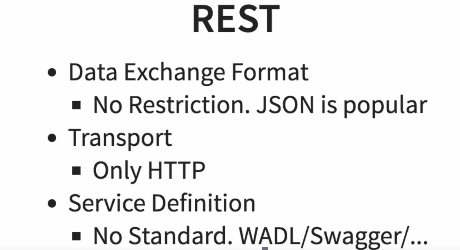 REST
• Data Exchange Format
▪ No Restriction. JSON is popular
• Transport
▪ Only HTTP
• Service Definition
▪ No Standard. WADL/Swagger/...